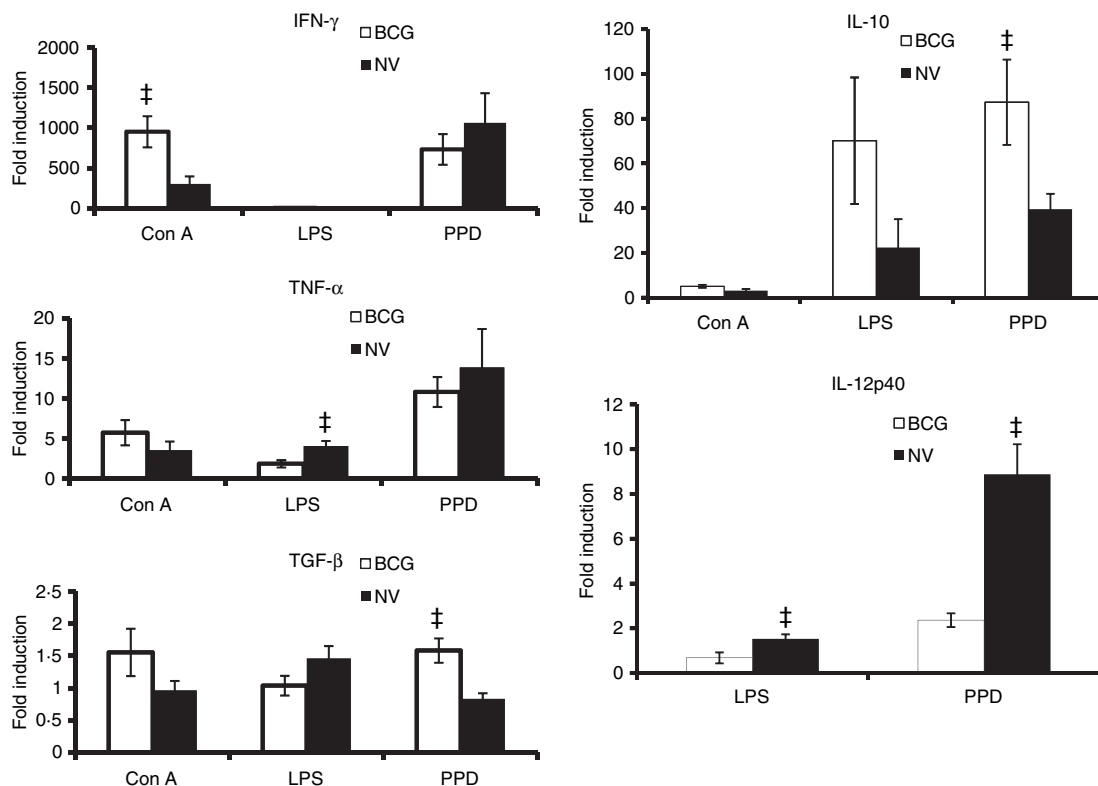 IFN-γ
BCG
NV
Fold induction
2000
1500
1000
500
0
‡
Con A
LPS
PPD
TNF-α
BCG
NV
Fold induction
20
15
10
5
0
‡
Con A
LPS
PPD
TGF-β
BCG
NV
Fold induction
2·5
2
1·5
1
0·5
0
‡
Con A
LPS
PPD
IL-10
BCG
NV
Fold induction
120
100
80
60
40
20
0
‡
Con A
LPS
PPD
IL-12p40
BCG
NV
Fold induction
12
10
8
6
4
2
0
‡
‡
LPS
PPD